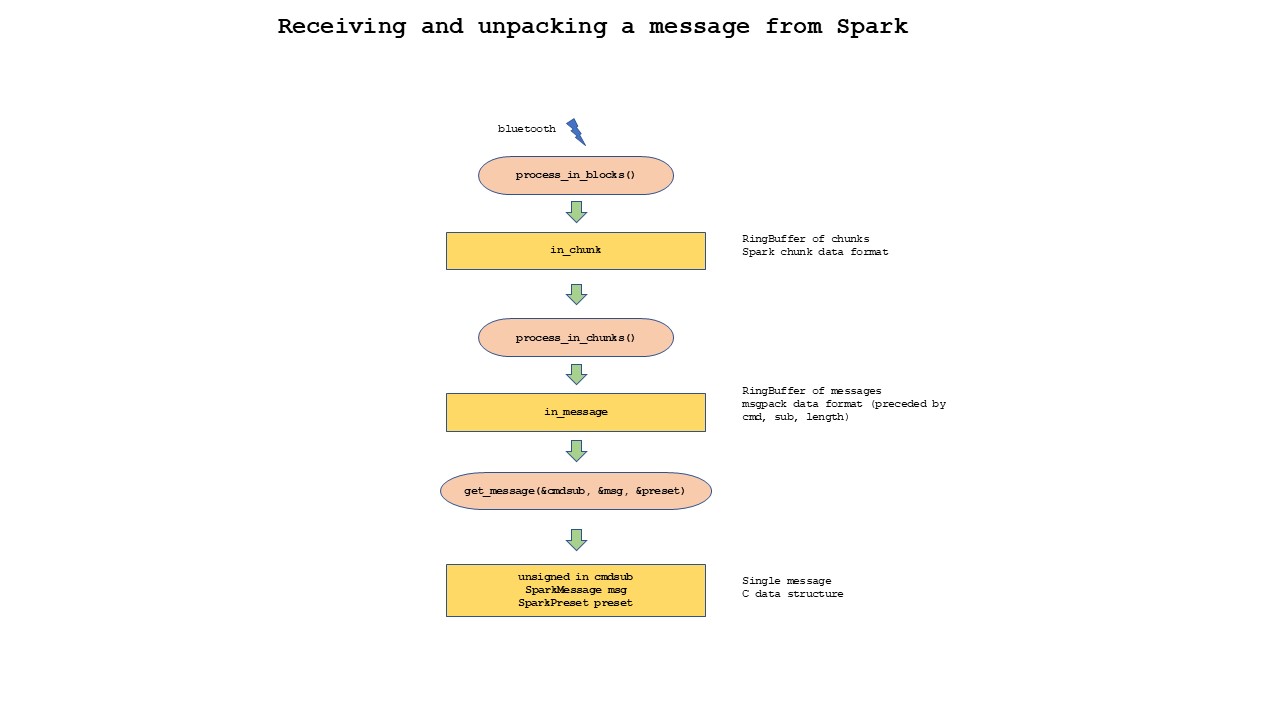 Receiving and unpacking a message from Spark
bluetooth
process_in_blocks()
in_chunk
RingBuffer of chunks
Spark chunk data format
process_in_chunks()
in_message
RingBuffer of messages
msgpack data format (preceded by
cmd, sub, length)
get_message(&cmdsub, &msg, &preset)
unsigned in cmdsub
SparkMessage msg
SparkPreset preset
Single message
C data structure